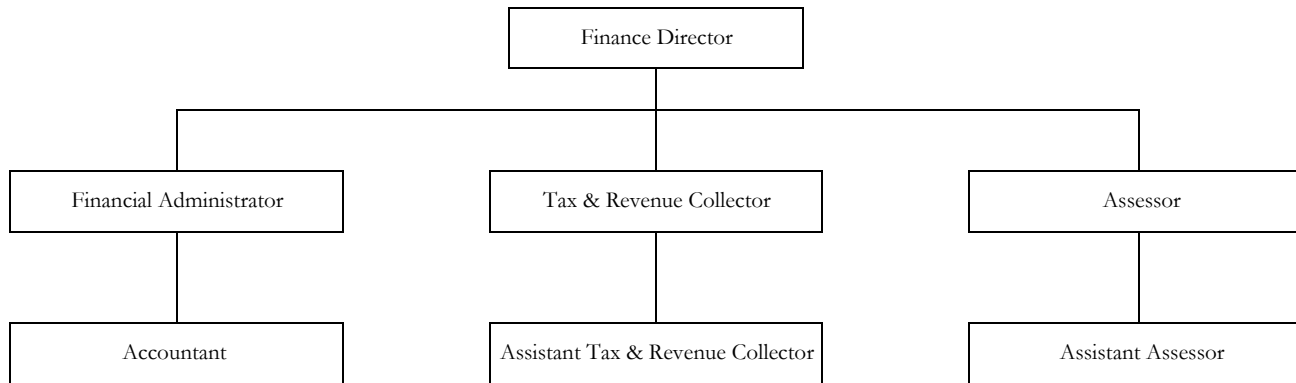 Finance Director
Financial Administrator
Tax & Revenue Collector
Assessor
Accountant
Assistant Tax & Revenue Collector
Assistant Assessor